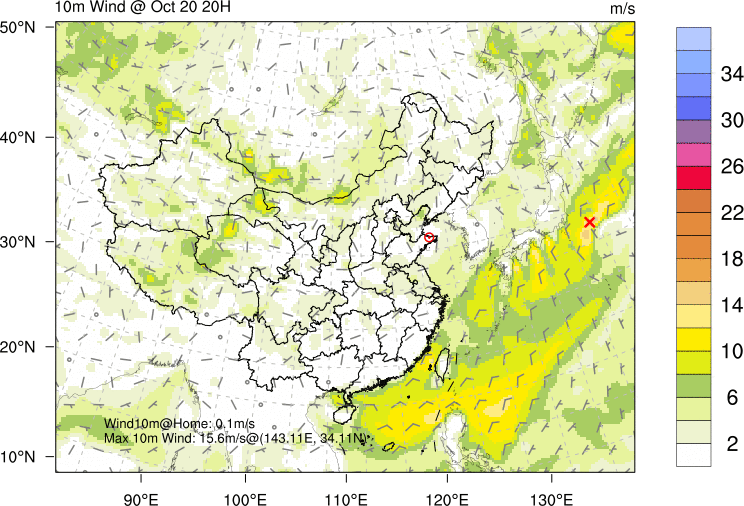 10m Wind @ Oct 20 20H
m/s
50°N
40°N
30°N
20°N
10°N
90°E
100°E
110°E
120°E
130°E
Wind10m@Home: 0.1m/s
Max 10m Wind: 15.6m/s@(143.11E, 34.11N)
34
30
26
22
18
14
10
6
2